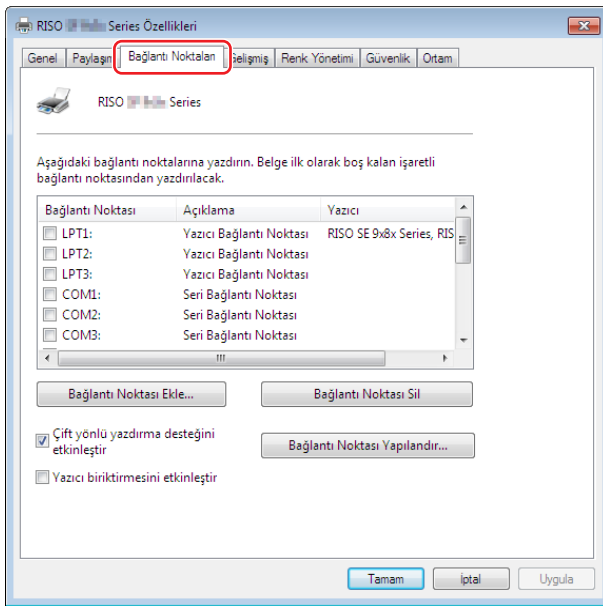 RISO Series Özellikleri
Genel Paylaşım Bağlantı Noktaları Gelişmiş Renk Yönetimi Güvenlik Ortam
RISO Series
Aşağıdaki bağlantı noktalarına yazdırın. Belge ilk olarak boş kalan işaretli
bağlantı noktasından yazdırılacak.
Bağlantı Noktası Açıklama Yazıcı
LPT1: Yazıcı Bağlantı Noktası RISO SE 9x8x Series, RIS
LPT2: Yazıcı Bağlantı Noktası
LPT3: Yazıcı Bağlantı Noktası
COM1: Seri Bağlantı Noktası
COM2: Seri Bağlantı Noktası
COM3: Seri Bağlantı Noktası
Bağlantı Noktası Ekle... Bağlantı Noktası Sil
Çift yönlü yazdırma desteğini
etkinleştir
Bağlantı Noktası Yapılandır...
Yazıcı biriktirmesini etkinleştir
Tamam İptal Uygula